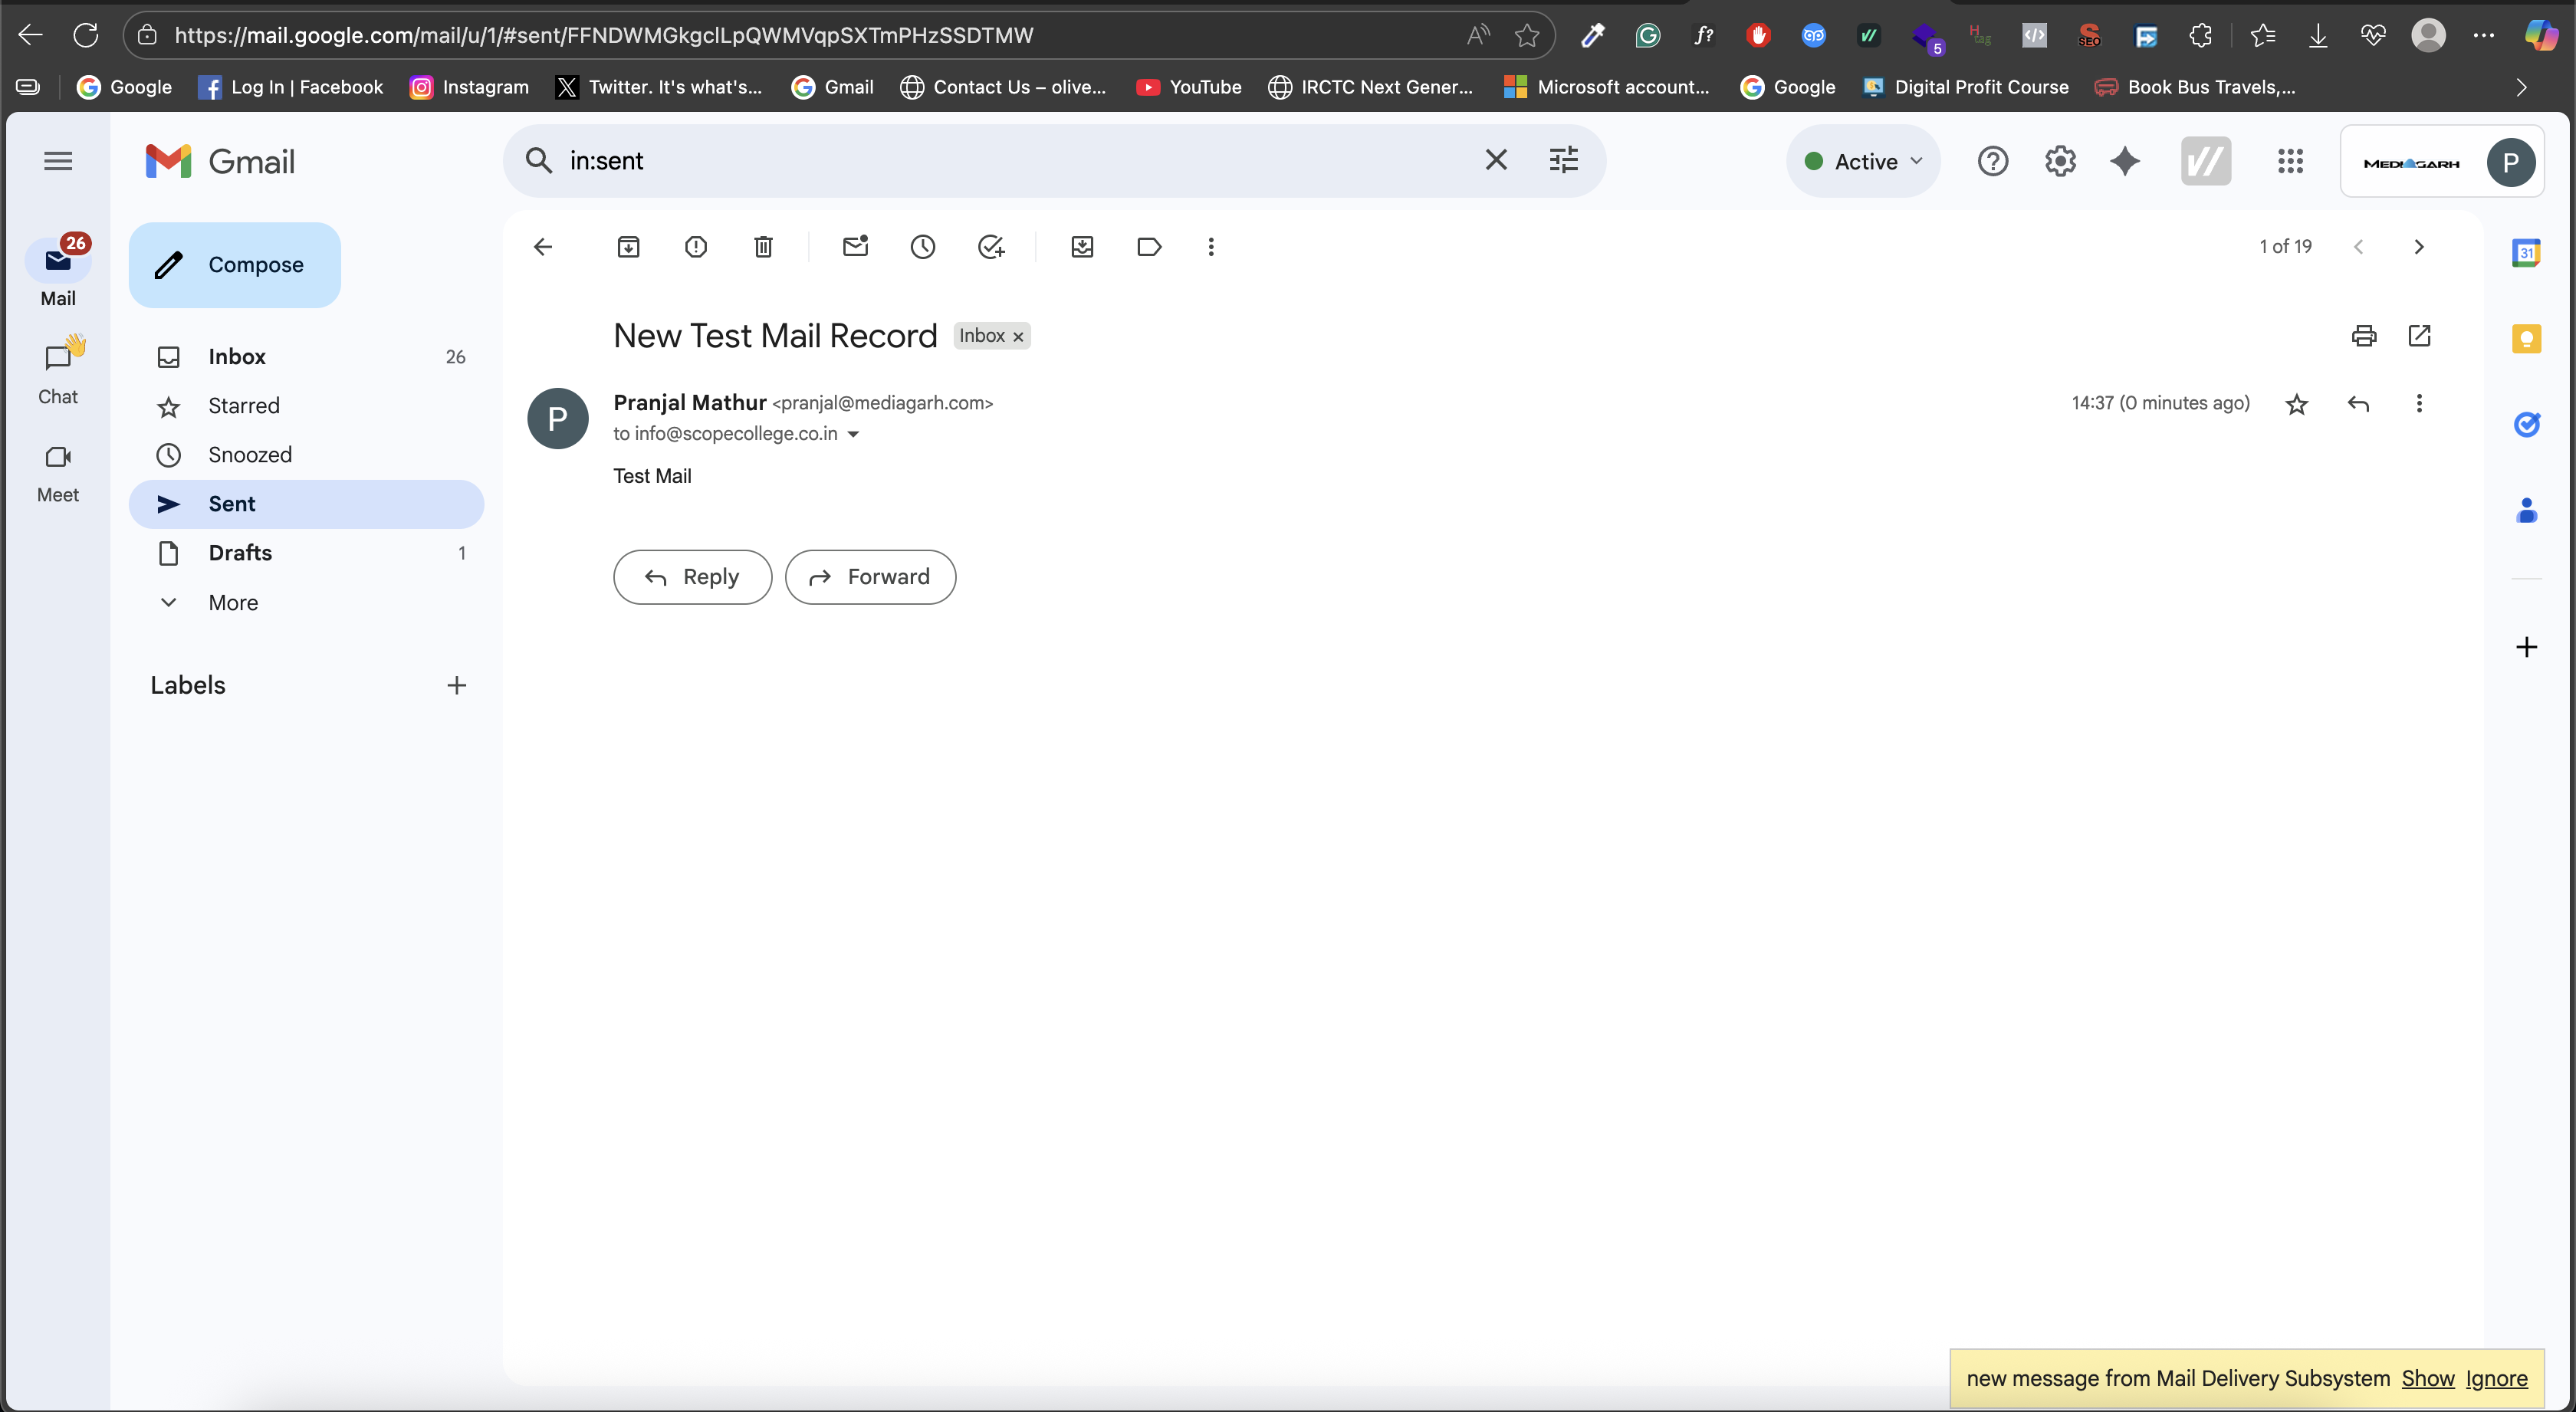 https://mail.google.com/mail/u/1/#sent/FFNDWMGkgclLpQWMVqpSXTmPHzSSDTMW
f?
5
H tag
SEO
Google
Log In | Facebook
Instagram
Twitter. It's what's...
Gmail
Contact Us – olive...
YouTube
IRCTC Next Gener...
Microsoft account...
Google
Digital Profit Course
Book Bus Travels,...
Gmail
in:sent
Active
MEDIAGARH
P
26
Mail
Chat
Meet
Compose
Inbox 26
Starred
Snoozed
Sent
Drafts 1
More
Labels
1 of 19
New Test Mail Record Inbox
P
Pranjal Mathur <pranjal@mediagarh.com>
14:37 (0 minutes ago)
to info@scopecollege.co.in
Test Mail
Reply
Forward
31
new message from Mail Delivery Subsystem Show Ignore